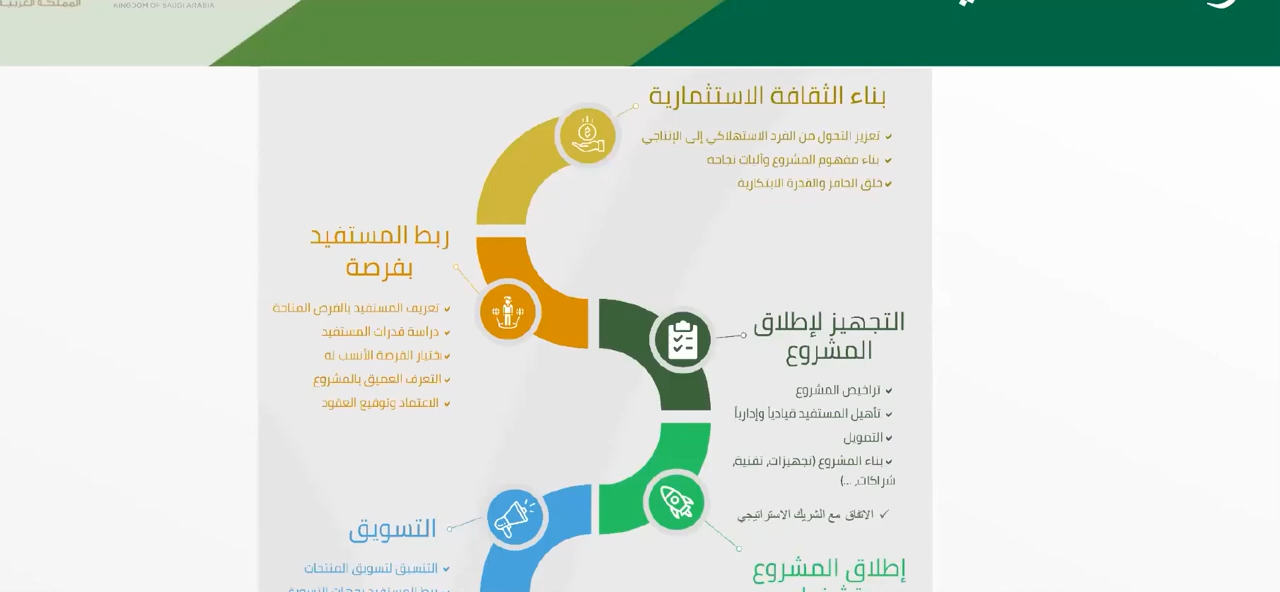 المملكة العربية
KINGDOM OF SAUDI ARABIA
بناء الثقافة الاستثمارية
تعزيز التحول من الفرد الاستهلاكي إلى الإنتاجي
بناء مفهوم المشروع وآليات نجاحه
خلق الحافز والقدرة الابتكارية
ربط المستفيد
بفرصة
تعريف المستفيد بالفرص المتاحة
دراسة قدرات المستفيد
اختيار الفرصة الأنسب له
التعرف العميق بالمشروع
الاعتماد وتوقيع العقود
التجهيز لإطلاق
المشروع
تراخيص المشروع
تأهيل المستفيد قيادياً وإدارياً
التمويل
بناء المشروع (تجهيزات، تقنية،
شراكات، ...)
الاتفاق مع الشريك الاستراتيجي
إطلاق المشروع
التسويق
التنسيق لتسويق المنتجات